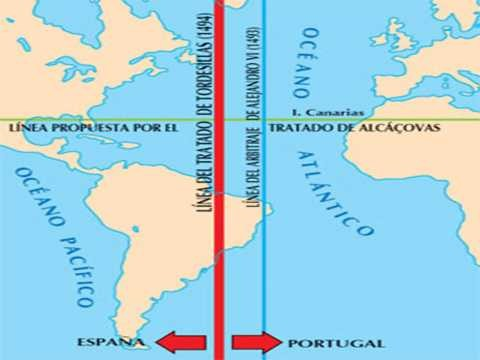 LÍNEA DEL TRATADO DE TORDESILLAS (1494)
LÍNEA DEL ARBITRAJE DE ALEJANDRO VI (1493)
OCÉANO
I. Canarias
LÍNEA PROPUESTA POR EL TRATADO DE ALCÁÇOVAS
ATLÁNTICO
OCÉANO PACÍFICO
ESPAÑA
PORTUGAL